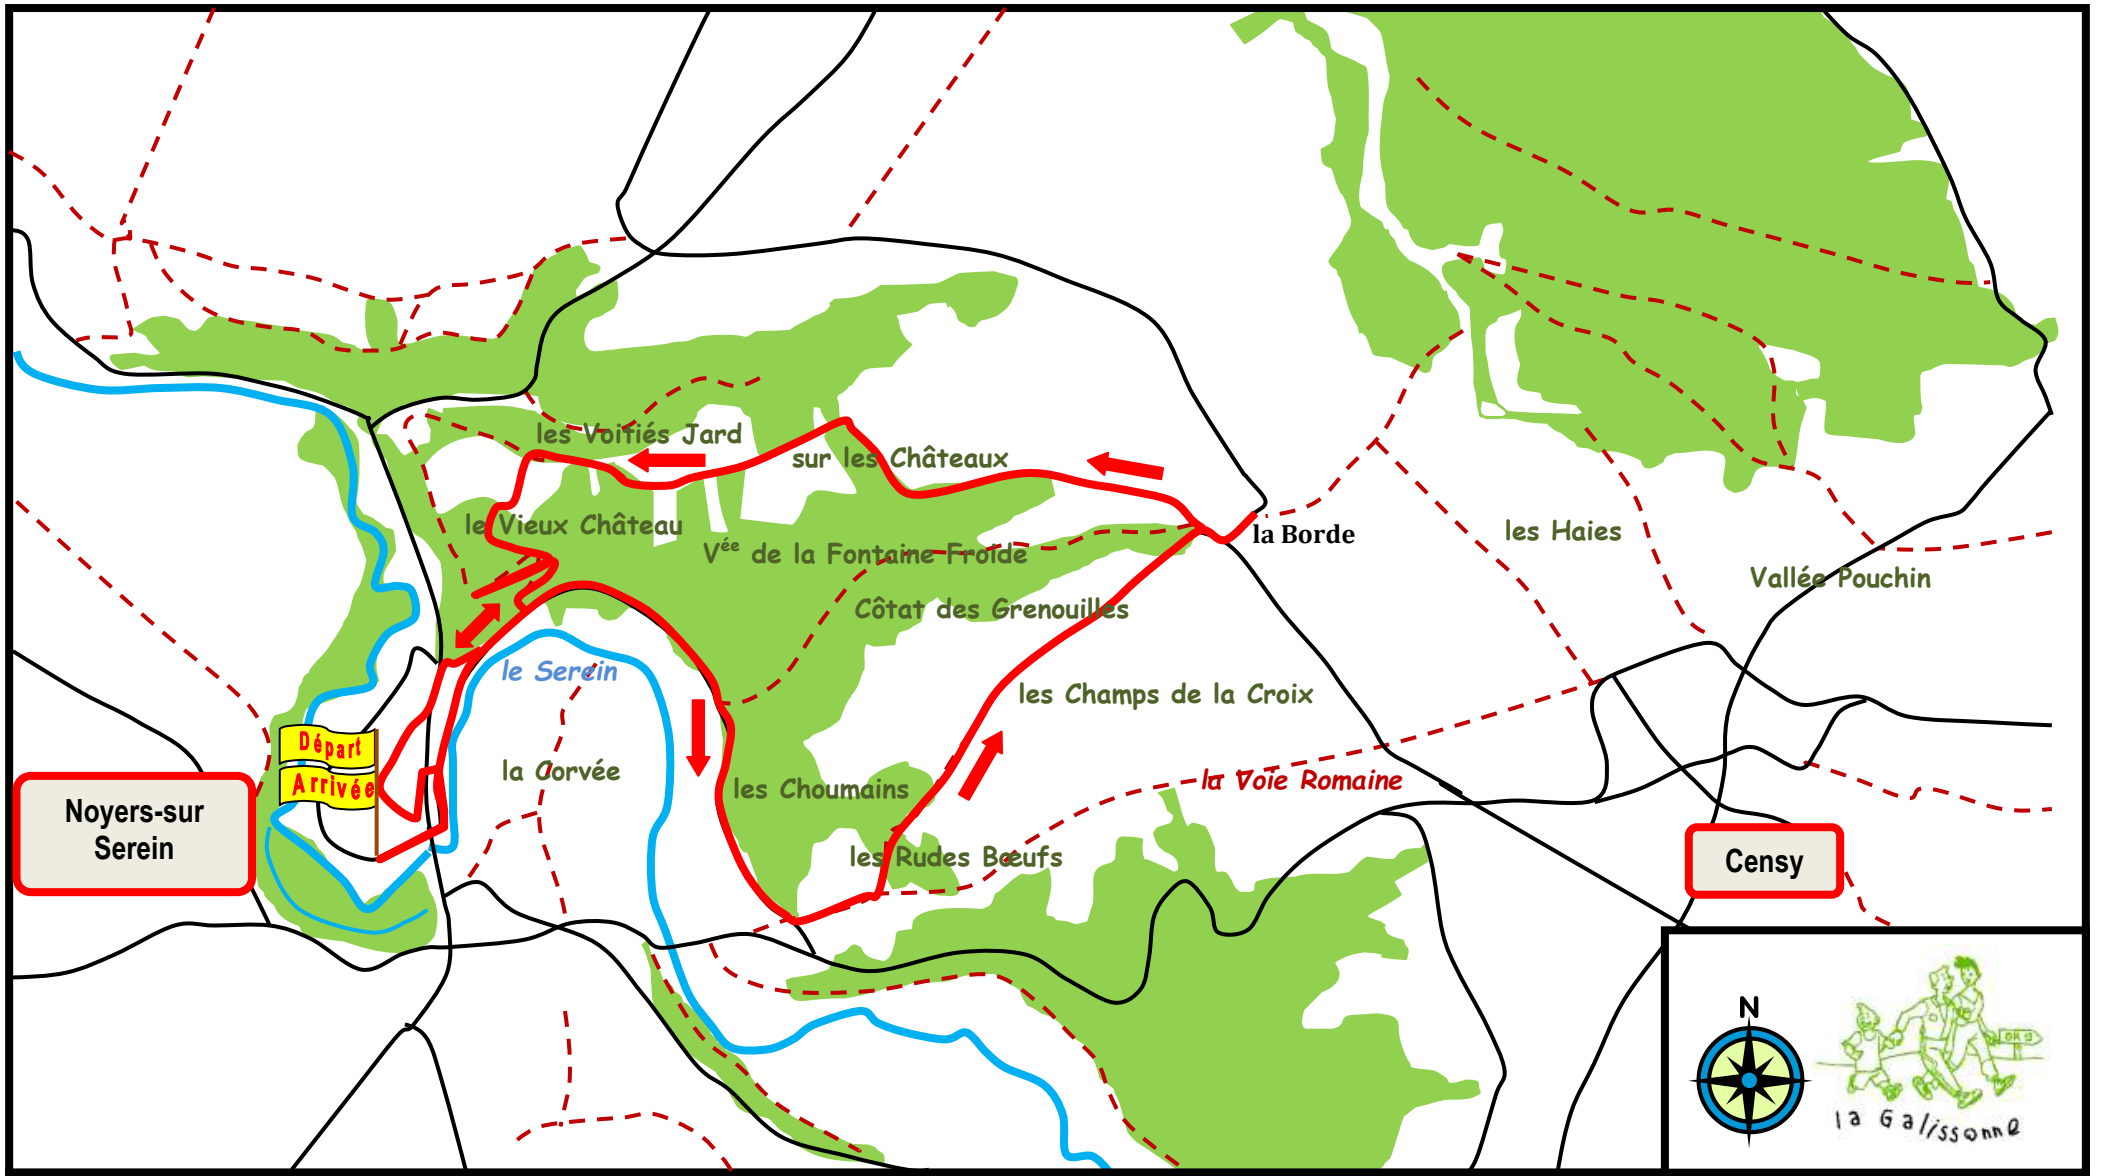 les Voitiés Jard
sur les Châteaux
le Vieux Château
Vée de la Fontaine Froide
la Borde
les Haies
Vallée Pouchin
Côtat des Grenouilles
le Serein
les Champs de la Croix
Départ
Arrivée
la Corvée
les Choumains
la Voie Romaine
Noyers-sur
Serein
les Rudes Bœufs
Censy
N
la Galissonne